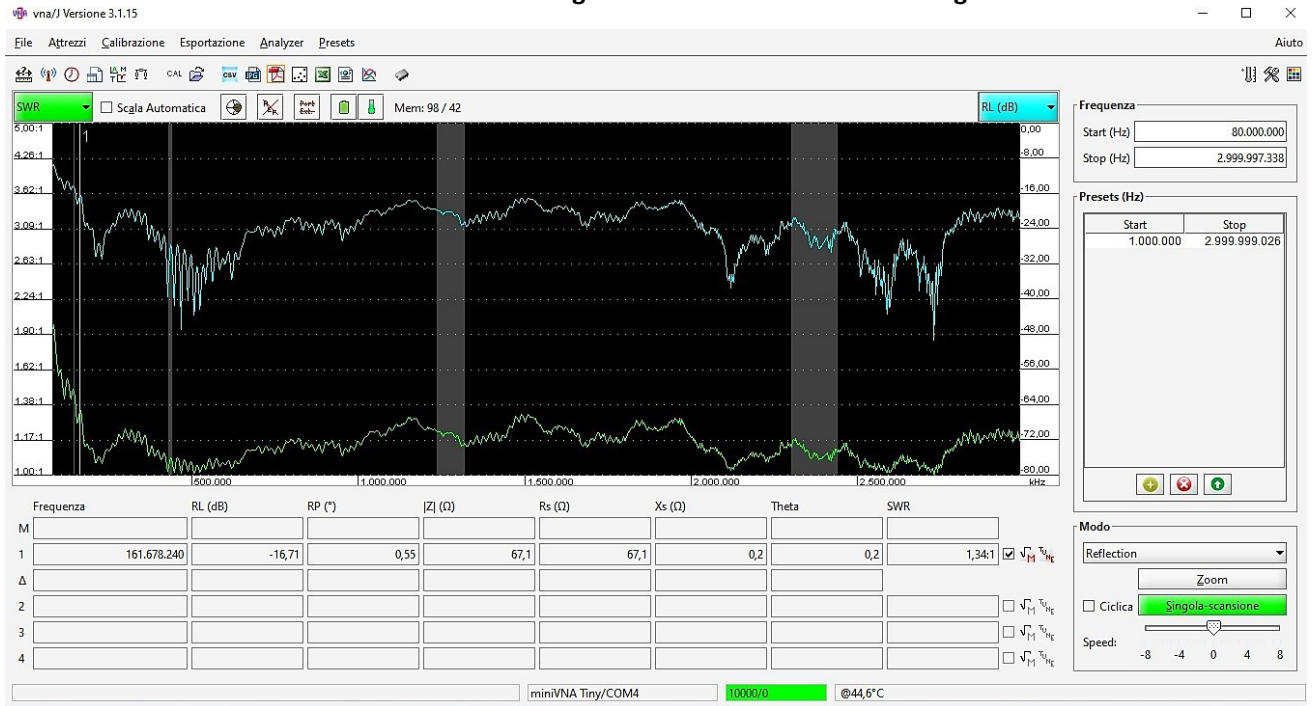 vna/J Versione 3.1.15
File Attrezzi Calibrazione Esportazione Analyzer Presets Aiuto
CAL CSV
SWR Scala Automatica Port Ext. Mem: 98 / 42 RL (dB)
5,00:1 1 0,00
4,26:1 -8,00
3,62:1 -16,00
3,09:1 -24,00
2,63:1 -32,00
2,24:1 -40,00
1,90:1 -48,00
1,62:1 -56,00
1,38:1 -64,00
1,17:1 -72,00
1,00:1 -80,00
500.000 1.000.000 1.500.000 2.000.000 2.500.000 kHz
Frequenza RL (dB) RP (°) |Z| (Ω) Rs (Ω) Xs (Ω) Theta SWR
M
1 161.678.240 -16,71 0,55 67,1 67,1 0,2 0,2 1,34:1
Δ
2
3
4
Frequenza
Start (Hz) 80.000.000
Stop (Hz) 2.999.997.338
Presets (Hz)
Start Stop
1.000.000 2.999.999.026
Modo
Reflection
Zoom
Ciclica Singola-scansione
Speed:
-8 -4 0 4 8
miniVNA Tiny/COM4 10000/0 @44,6°C